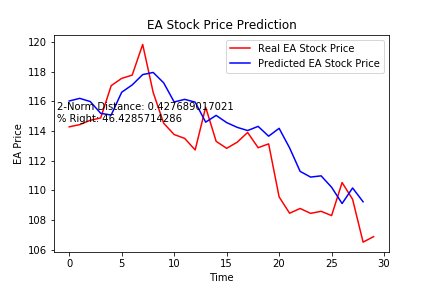 EA Stock Price Prediction
Real EA Stock Price
Predicted EA Stock Price
120
118
116
114
112
110
108
106
EA Price
2-Norm Distance: 0.427689017021
% Right: 46.4285714286
0 5 10 15 20 25 30
Time